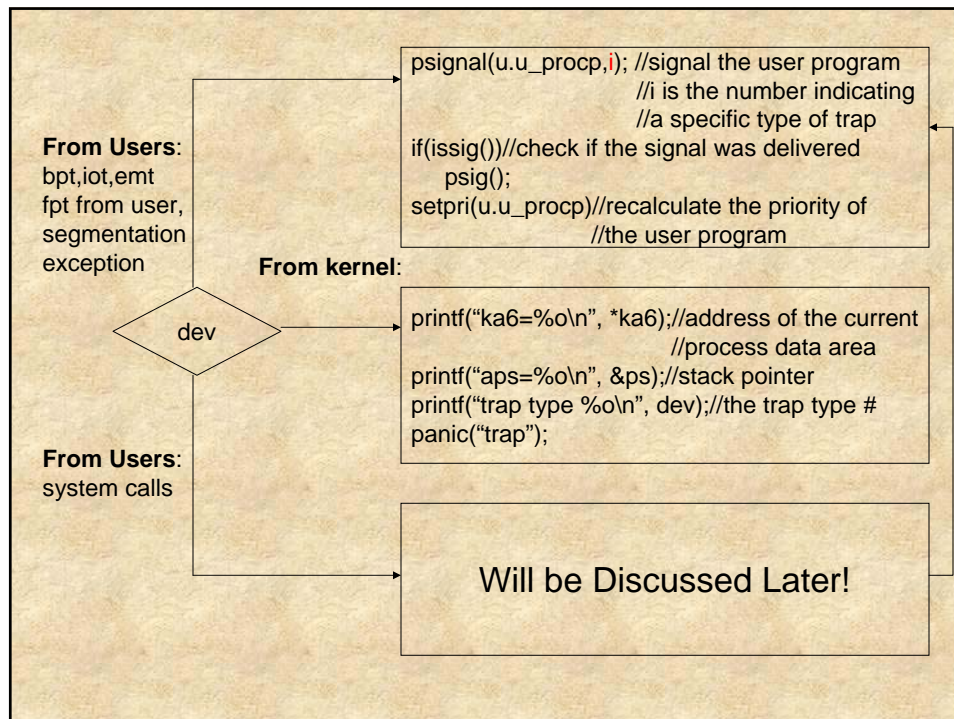 psignal(u.u_procp,i); //signal the user program
//i is the number indicating
//a specific type of trap
if(issig())//check if the signal was delivered
psig();
setpri(u.u_procp)//recalculate the priority of
//the user program
From Users:
bpt,iot,emt
fpt from user,
segmentation
exception
From kernel:
dev
printf(“ka6=%o\n”, *ka6);//address of the current
//process data area
printf(“aps=%o\n”, &ps);//stack pointer
printf(“trap type %o\n”, dev);//the trap type #
panic(“trap”);
From Users:
system calls
Will be Discussed Later!